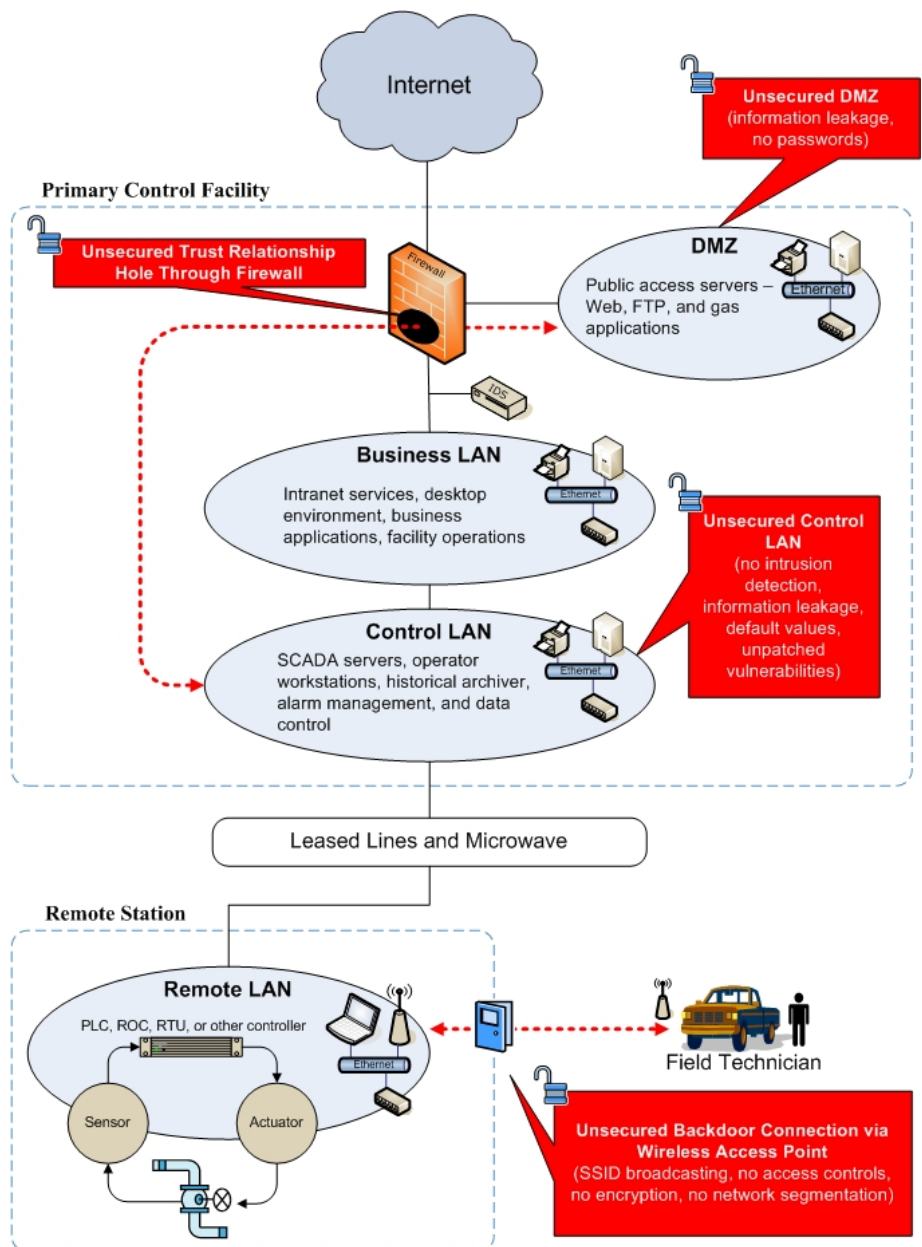 Internet
Unsecured DMZ
(information leakage,
no passwords)
Primary Control Facility
Unsecured Trust Relationship
Hole Through Firewall
Firewall
DMZ
Public access servers –
Web, FTP, and gas
applications
Ethernet
IDS
Business LAN
Intranet services, desktop
environment, business
applications, facility operations
Ethernet
Unsecured Control
LAN
(no intrusion
detection,
information leakage,
default values,
unpatched
vulnerabilities)
Control LAN
SCADA servers, operator
workstations, historical archiver,
alarm management, and data
control
Ethernet
Leased Lines and Microwave
Remote Station
Remote LAN
PLC, ROC, RTU, or other controller
Ethernet
Sensor
Actuator
Field Technician
Unsecured Backdoor Connection via
Wireless Access Point
(SSID broadcasting, no access controls,
no encryption, no network segmentation)